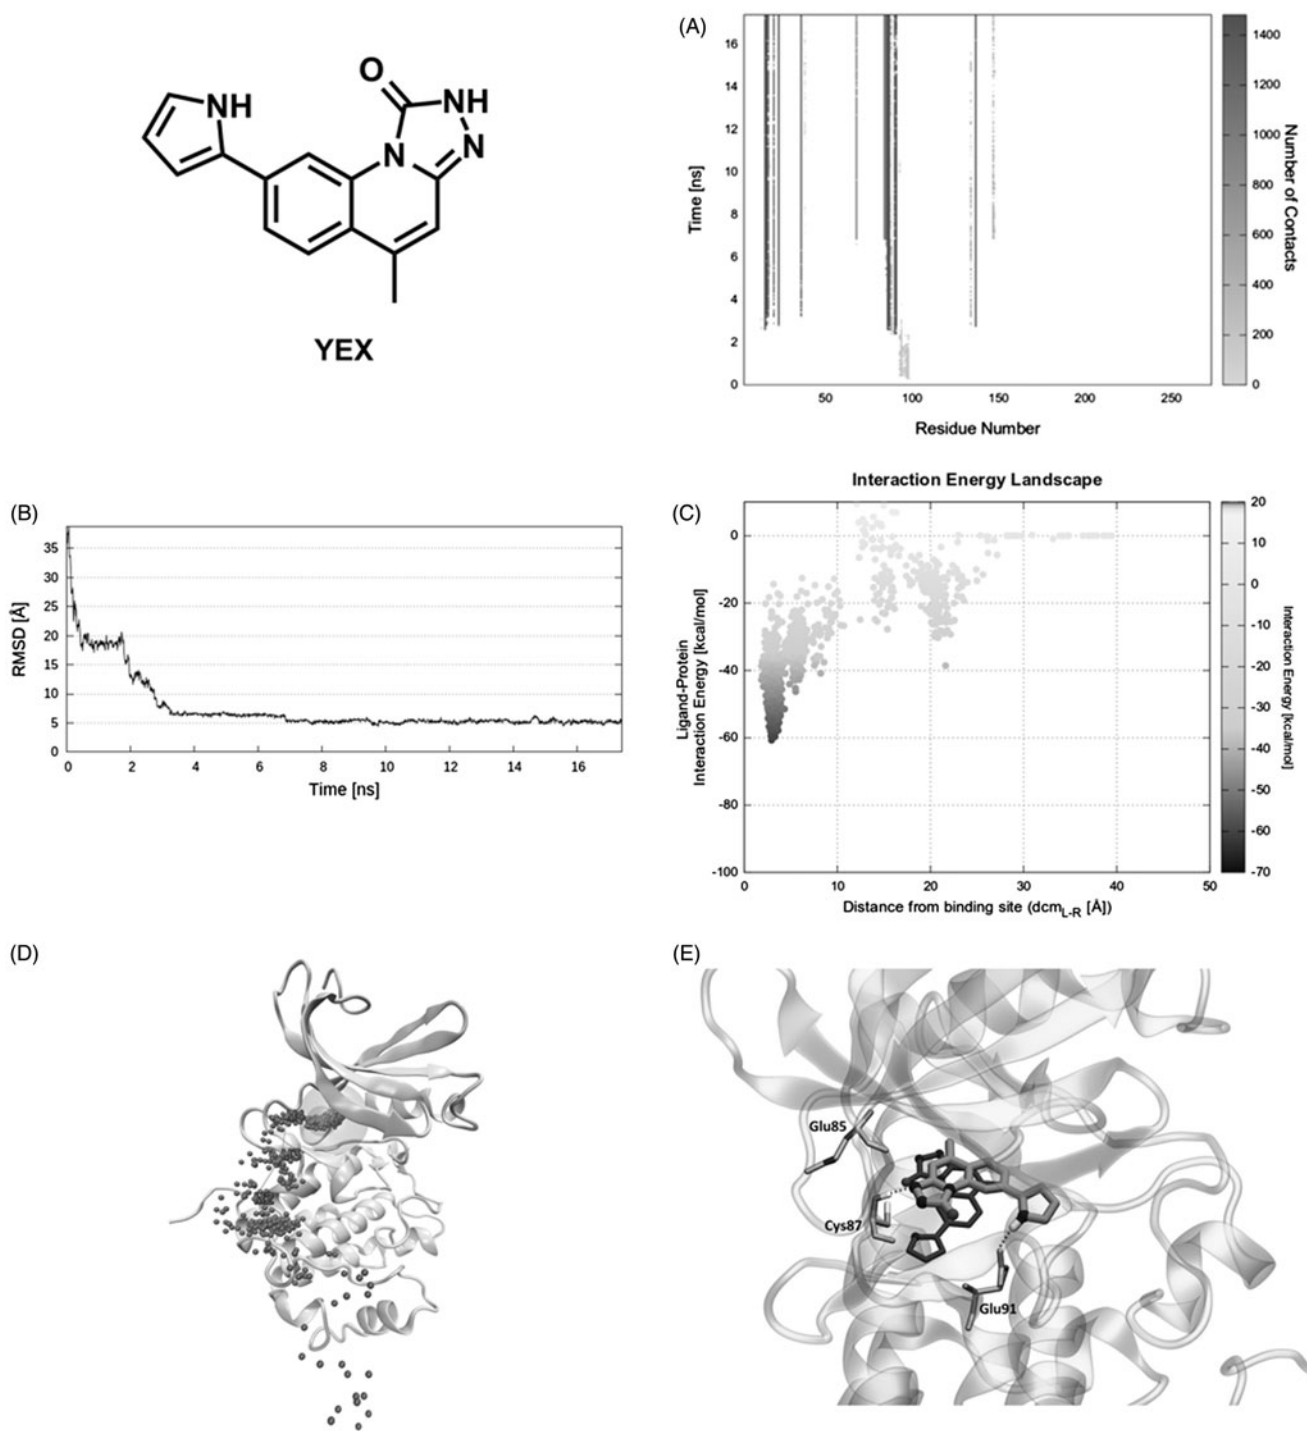 O
NH
NH
N
N
YEX
(A)
16
14
12
10
8
6
4
2
0
Time [ns]
50
100
150
200
250
Residue Number
1400
1200
1000
800
600
400
200
0
Number of Contacts
(B)
35
30
25
20
15
10
5
0
RMSD [Å]
0
2
4
6
8
10
12
14
16
Time [ns]
(C)
Interaction Energy Landscape
0
-20
-40
-60
-80
-100
Ligand-Protein
Interaction Energy [kcal/mol]
0
10
20
30
40
50
Distance from binding site (dcmL-R [Å])
20
10
0
-10
-20
-30
-40
-50
-60
-70
Interaction Energy [kcal/mol]
(D)
(E)
Glu85
Cys87
Glu91